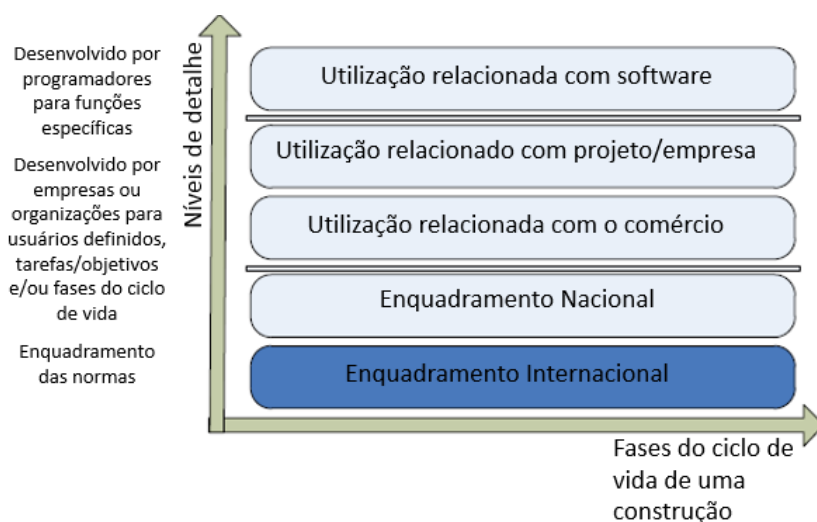 Desenvolvido por
programadores
para funções
específicas
Desenvolvido por
empresas ou
organizações para
usuários definidos,
tarefas/objetivos
e/ou fases do ciclo
de vida
Enquadramento
das normas
Níveis de detalhe
Utilização relacionada com software
Utilização relacionado com projeto/empresa
Utilização relacionada com o comércio
Enquadramento Nacional
Enquadramento Internacional
Fases do ciclo de
vida de uma
construção